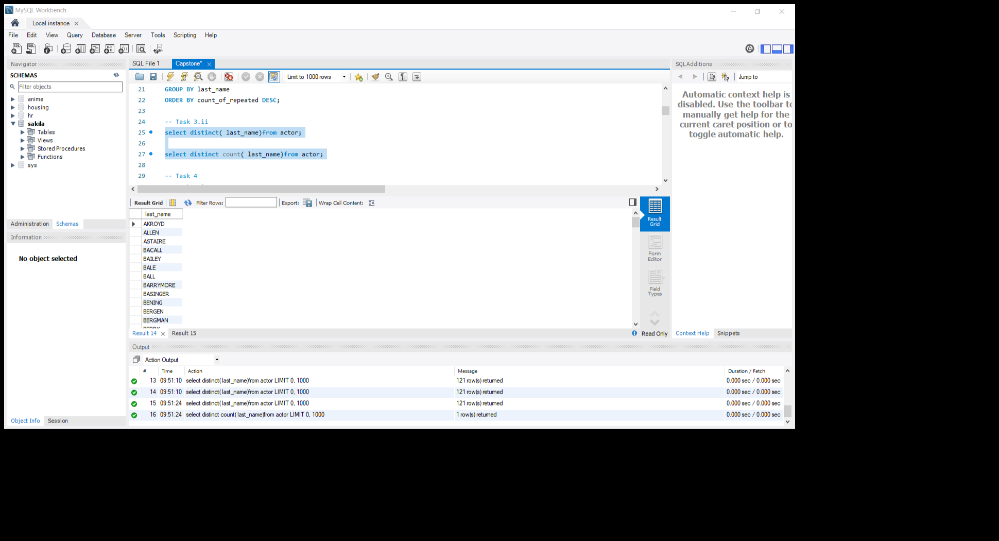 MySQL Workbench
Local instance
File Edit View Query Database Server Tools Scripting Help
Navigator
SCHEMAS
Filter objects
anime
housing
hr
sakila
Tables
Views
Stored Procedures
Functions
sys
Administration Schemas
Information
No object selected
Object Info Session
SQL File 1 Capstone*
Limit to 1000 rows
21 GROUP BY last_name
22 ORDER BY count_of_repeated DESC;
23
24 -- Task 3.ii
25 select distinct( last_name)from actor;
26
27 select distinct count( last_name)from actor;
28
29 -- Task 4
Result Grid Filter Rows: Export: Wrap Cell Content:
last_name
AKROYD
ALLEN
ASTAIRE
BACALL
BAILEY
BALE
BALL
BARRYMORE
BASINGER
BENING
BERGEN
BERGMAN
Result Grid
Form Editor
Field Types
Result 14 Result 15
Read Only
SQLAdditions
Jump to
Automatic context help is
disabled. Use the toolbar to
manually get help for the
current caret position or to
toggle automatic help.
Context Help Snippets
Output
Action Output
# Time Action Message Duration / Fetch
13 09:51:10 select distinct( last_name)from actor LIMIT 0, 1000 121 row(s) returned 0.000 sec / 0.000 sec
14 09:51:10 select distinct( last_name)from actor LIMIT 0, 1000 121 row(s) returned 0.000 sec / 0.000 sec
15 09:51:24 select distinct( last_name)from actor LIMIT 0, 1000 121 row(s) returned 0.000 sec / 0.000 sec
16 09:51:24 select distinct count( last_name)from actor LIMIT 0, 1000 1 row(s) returned 0.000 sec / 0.000 sec